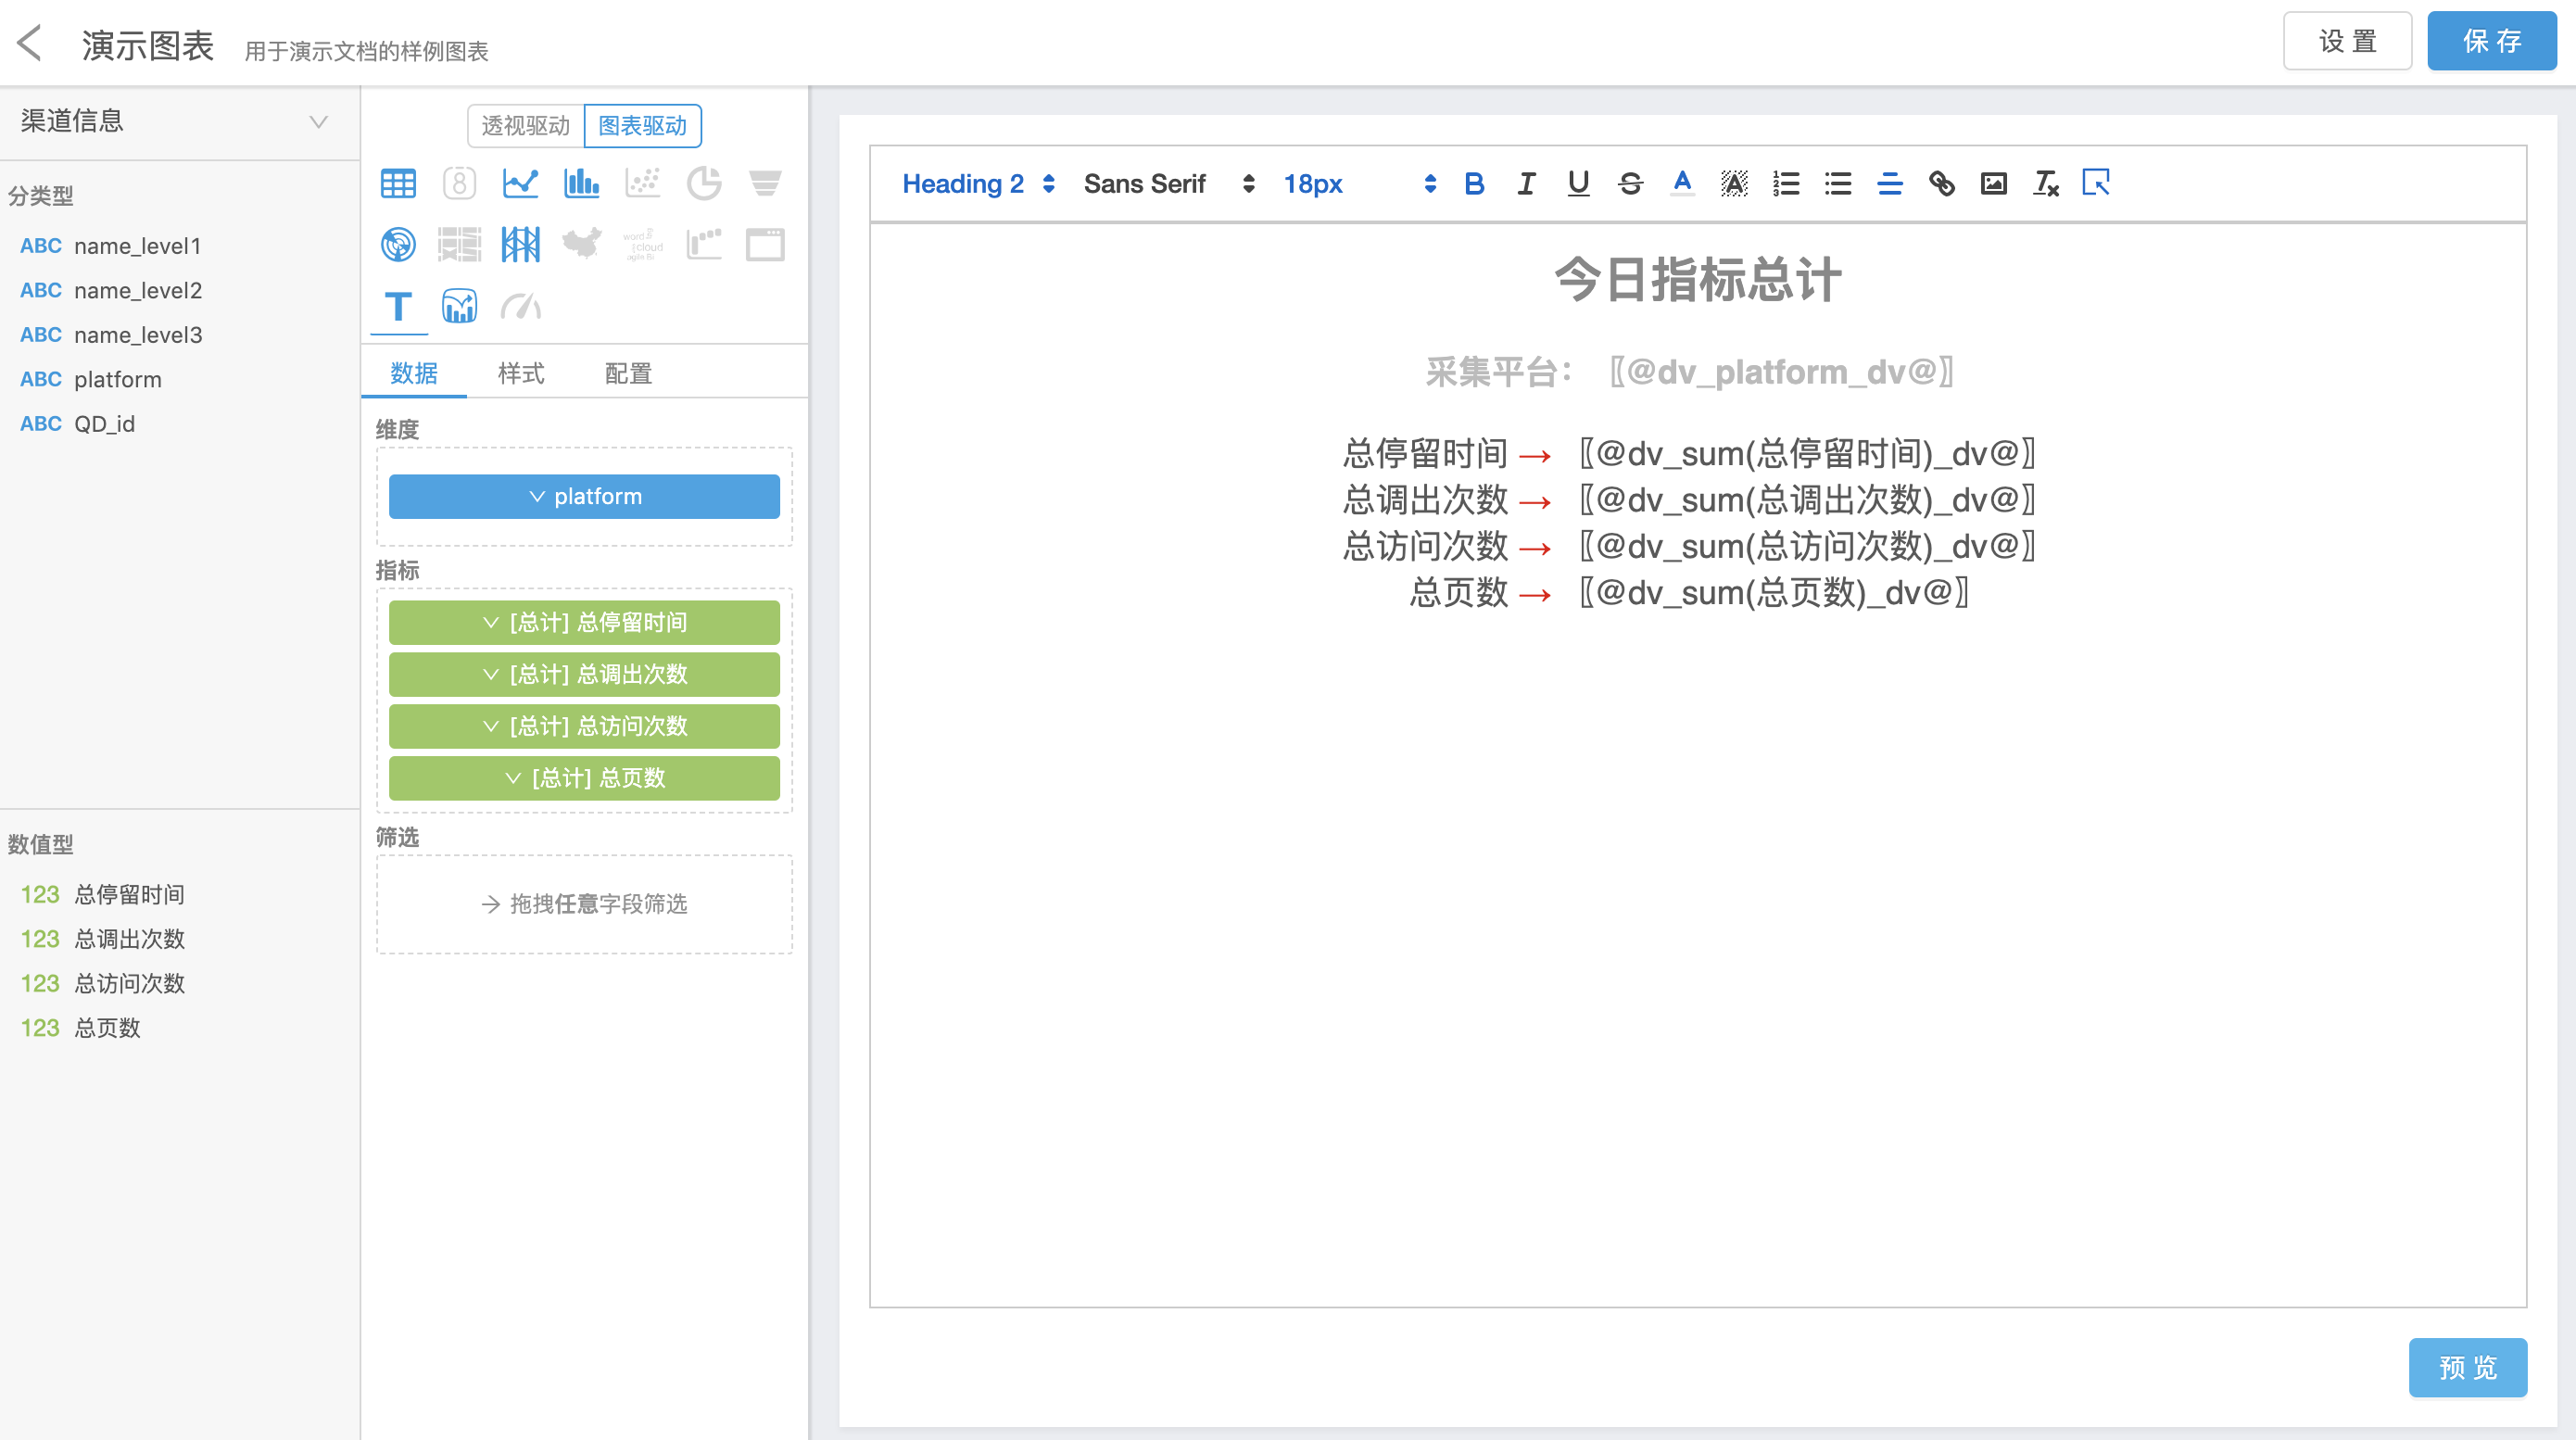 演示图表 用于演示文档的样例图表
设 置
保 存
渠道信息
分类型
ABC name_level1
ABC name_level2
ABC name_level3
ABC platform
ABC QD_id
数值型
123 总停留时间
123 总调出次数
123 总访问次数
123 总页数
透视驱动 图表驱动
8
word
cloud
T
数据 样式 配置
维度
platform
指标
[总计] 总停留时间
[总计] 总调出次数
[总计] 总访问次数
[总计] 总页数
筛选
→ 拖拽任意字段筛选
Heading 2 Sans Serif 18px B I U S A A
今日指标总计
采集平台：〖@dv_platform_dv@〗
总停留时间 → 〖@dv_sum(总停留时间)_dv@〗
总调出次数 → 〖@dv_sum(总调出次数)_dv@〗
总访问次数 → 〖@dv_sum(总访问次数)_dv@〗
总页数 → 〖@dv_sum(总页数)_dv@〗
预 览